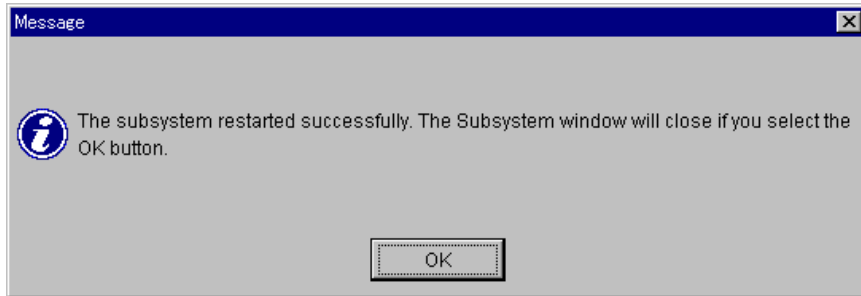 Message
The subsystem restarted successfully. The Subsystem window will close if you select the
OK button.
OK